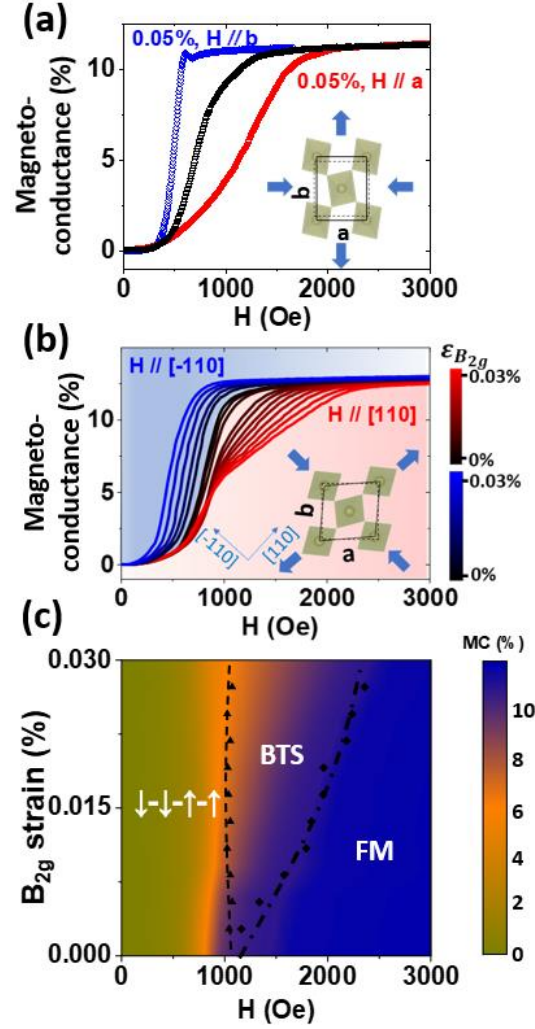 (a)
0.05%, H // b
0.05%, H // a
10
5
0
Magneto-
conductance (%)
b
a
0 1000 2000 3000
H (Oe)
(b)
H // [-110]
H // [110]
εB2g
0.03%
0%
0.03%
0%
10
5
0
Magneto-
conductance (%)
[-110]
[110]
b
a
0 1000 2000 3000
H (Oe)
(c)
MC (%)
0.030
0.015
0.000
B2g strain (%)
↓-↓-↑-↑
BTS
FM
10
8
6
4
2
0
0 1000 2000 3000
H (Oe)